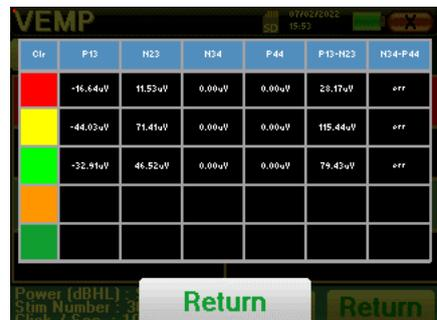 VEMP
SD 07/02/2022
15:53
Clr P13 N23 N34 P44 P13-N23 N34-P44
-16.64uV 11.53uV 0.00uV 0.00uV 28.17uV err
-44.03uV 71.41uV 0.00uV 0.00uV 115.44uV err
-32.91uV 46.52uV 0.00uV 0.00uV 79.43uV err
Power (dBHL) :
Stim Number :
Return
Return